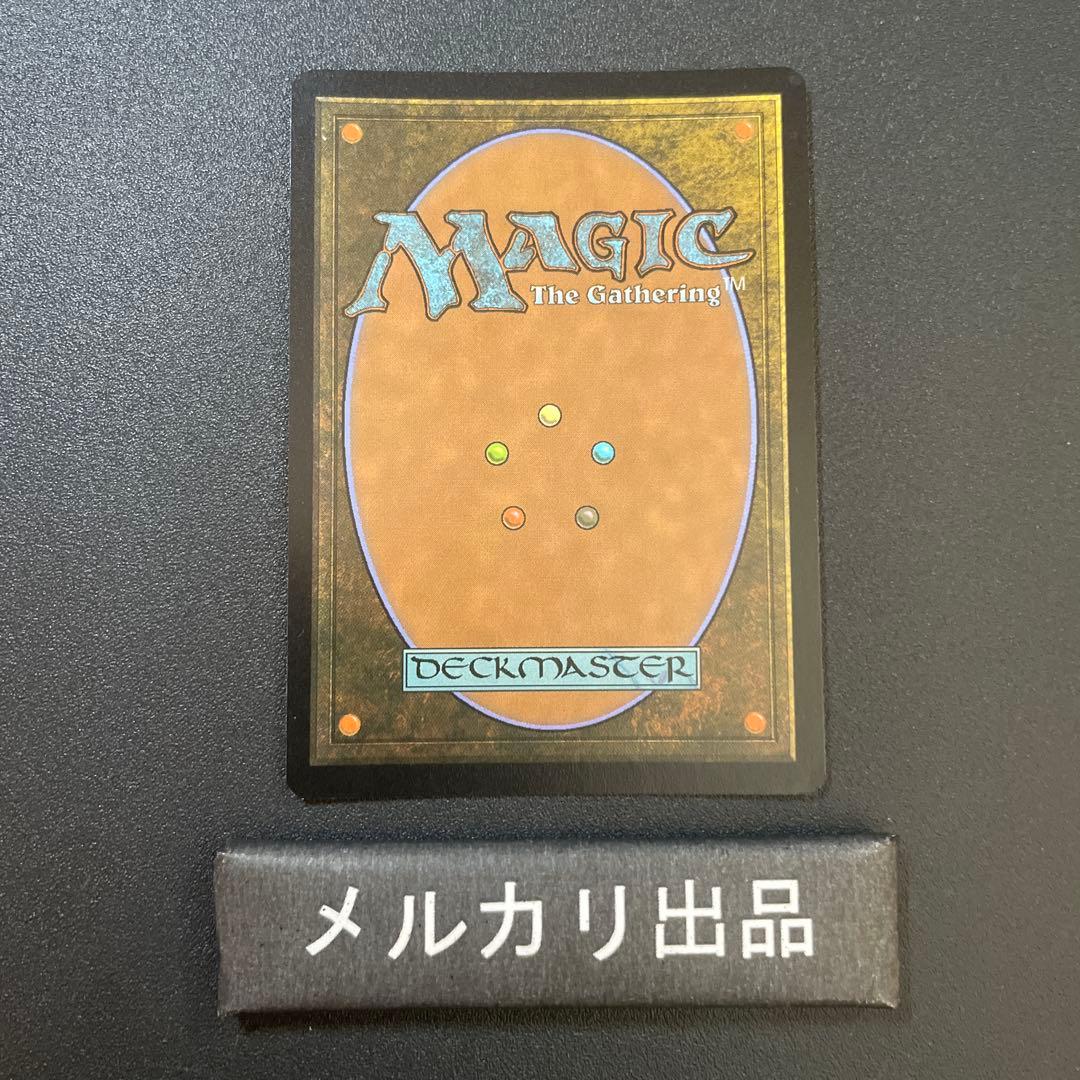 MAGIC
The Gathering™
DECKMASTER
メルカリ出品